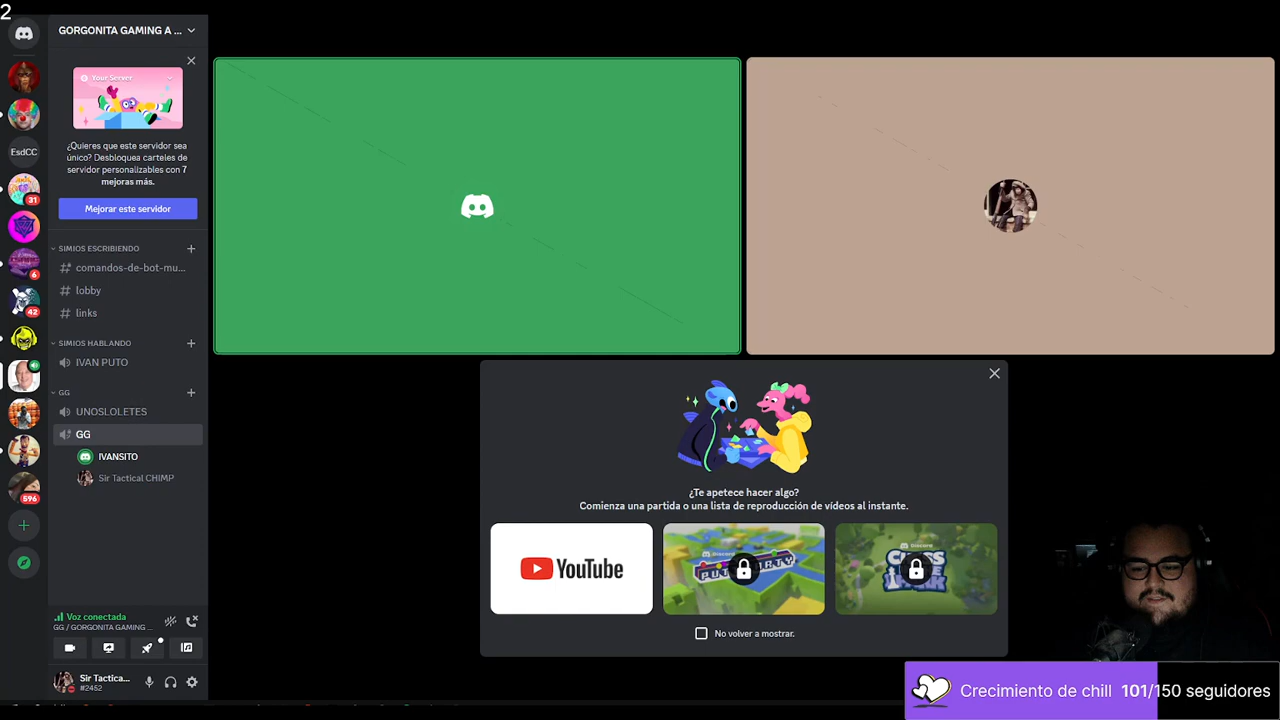 2
GORGONITA GAMING A ...
Your Server
¿Quieres que este servidor sea
único? Desbloquea carteles de
servidor personalizables con 7
mejoras más.
Mejorar este servidor
SIMIOS ESCRIBIENDO
comandos-de-bot-mu...
lobby
links
SIMIOS HABLANDO
IVAN PUTO
GG
UNOSLOLETES
GG
IVANSITO
Sir Tactical CHIMP
EsdCC
31
6
42
596
Voz conectada
GG / GORGONITA GAMING ...
Sir Tactica...
#2452
¿Te apetece hacer algo?
Comienza una partida o una lista de reproducción de vídeos al instante.
YouTube
Discord
Discord
No volver a mostrar.
Crecimiento de chill 101/150 seguidores